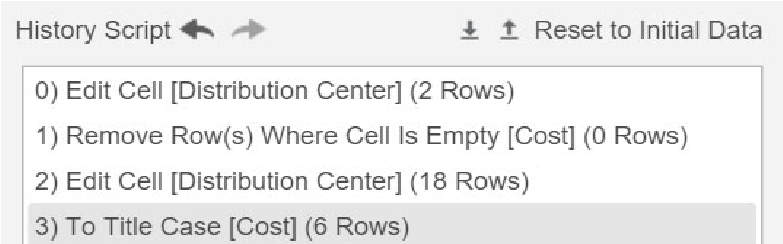 History Script Reset to Initial Data
0) Edit Cell [Distribution Center] (2 Rows)
1) Remove Row(s) Where Cell Is Empty [Cost] (0 Rows)
2) Edit Cell [Distribution Center] (18 Rows)
3) To Title Case [Cost] (6 Rows)